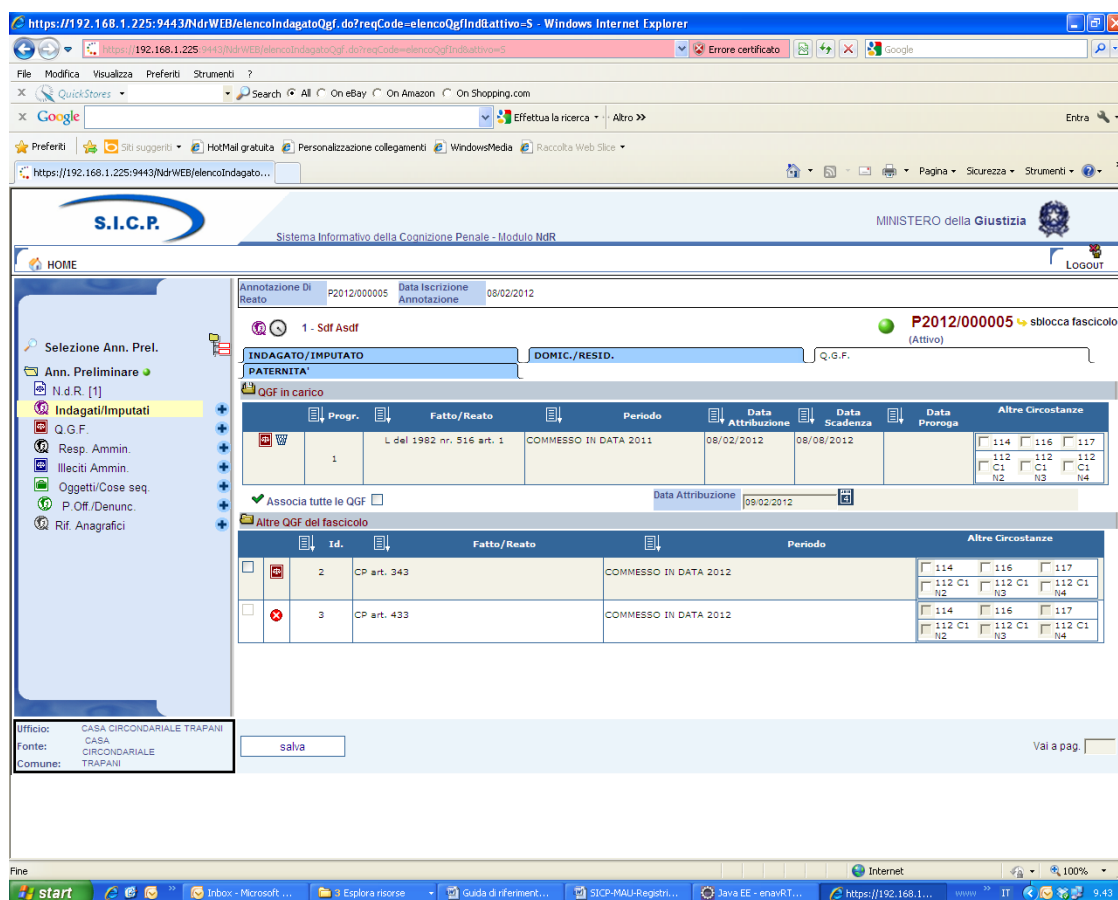 https://192.168.1.225:9443/NdrWEB/elencoIndagatoQgf.do?reqCode=elencoQgfInd&attivo=S - Windows Internet Explorer
https://192.168.1.225:9443/NdrWEB/elencoIndagatoQgf.do?reqCode=elencoQgfInd&attivo=S Errore certificato Google
File Modifica Visualizza Preferiti Strumenti ?
X QuickStores Search All On eBay On Amazon On Shopping.com
x Google Effettua la ricerca Altro Entra
Preferiti Siti suggeriti HotMail gratuita Personalizzazione collegamenti WindowsMedia Raccolta Web Slice
https://192.168.1.225:9443/NdrWEB/elencoIndagato... Pagina Sicurezza Strumenti
S.I.C.P.
Sistema Informativo della Cognizione Penale - Modulo NdR
MINISTERO della Giustizia
HOME
LOGOUT
Annotazione Di Reato P2012/000005 Data Iscrizione Annotazione 08/02/2012
1 - Sdf Asdf
P2012/000005 sblocca fascicolo
(Attivo)
Selezione Ann. Prel.
Ann. Preliminare
N.d.R. [1]
Indagati/Imputati
Q.G.F.
Resp. Ammin.
Illeciti Ammin.
Oggetti/Cose seq.
P.Off./Denunc.
Rif. Anagrafici
INDAGATO/IMPUTATO DOMIC./RESID. Q.G.F.
PATERNITA'
QGF in carico
Progr. Fatto/Reato Periodo Data Attribuzione Data Scadenza Data Proroga Altre Circostanze
1 L del 1982 nr. 516 art. 1 COMMESSO IN DATA 2011 08/02/2012 08/08/2012
114 116 117
112 C1 N2 112 C1 N3 112 C1 N4
Associa tutte le QGF Data Attribuzione 09/02/2012
Altre QGF del fascicolo
Id. Fatto/Reato Periodo Altre Circostanze
2 CP art. 343 COMMESSO IN DATA 2012
114 116 117
112 C1 N2 112 C1 N3 112 C1 N4
3 CP art. 433 COMMESSO IN DATA 2012
114 116 117
112 C1 N2 112 C1 N3 112 C1 N4
Ufficio: CASA CIRCONDARIALE TRAPANI
Fonte: CASA CIRCONDARIALE
Comune: TRAPANI
salva
Vai a pag.
Fine Internet 100%
start Inbox - Microsoft ... 3 Esplora risorse Guida di riferiment... SICP-MAU-Registri... Java EE - enavRT... https://192.168.1... www IT 9.43